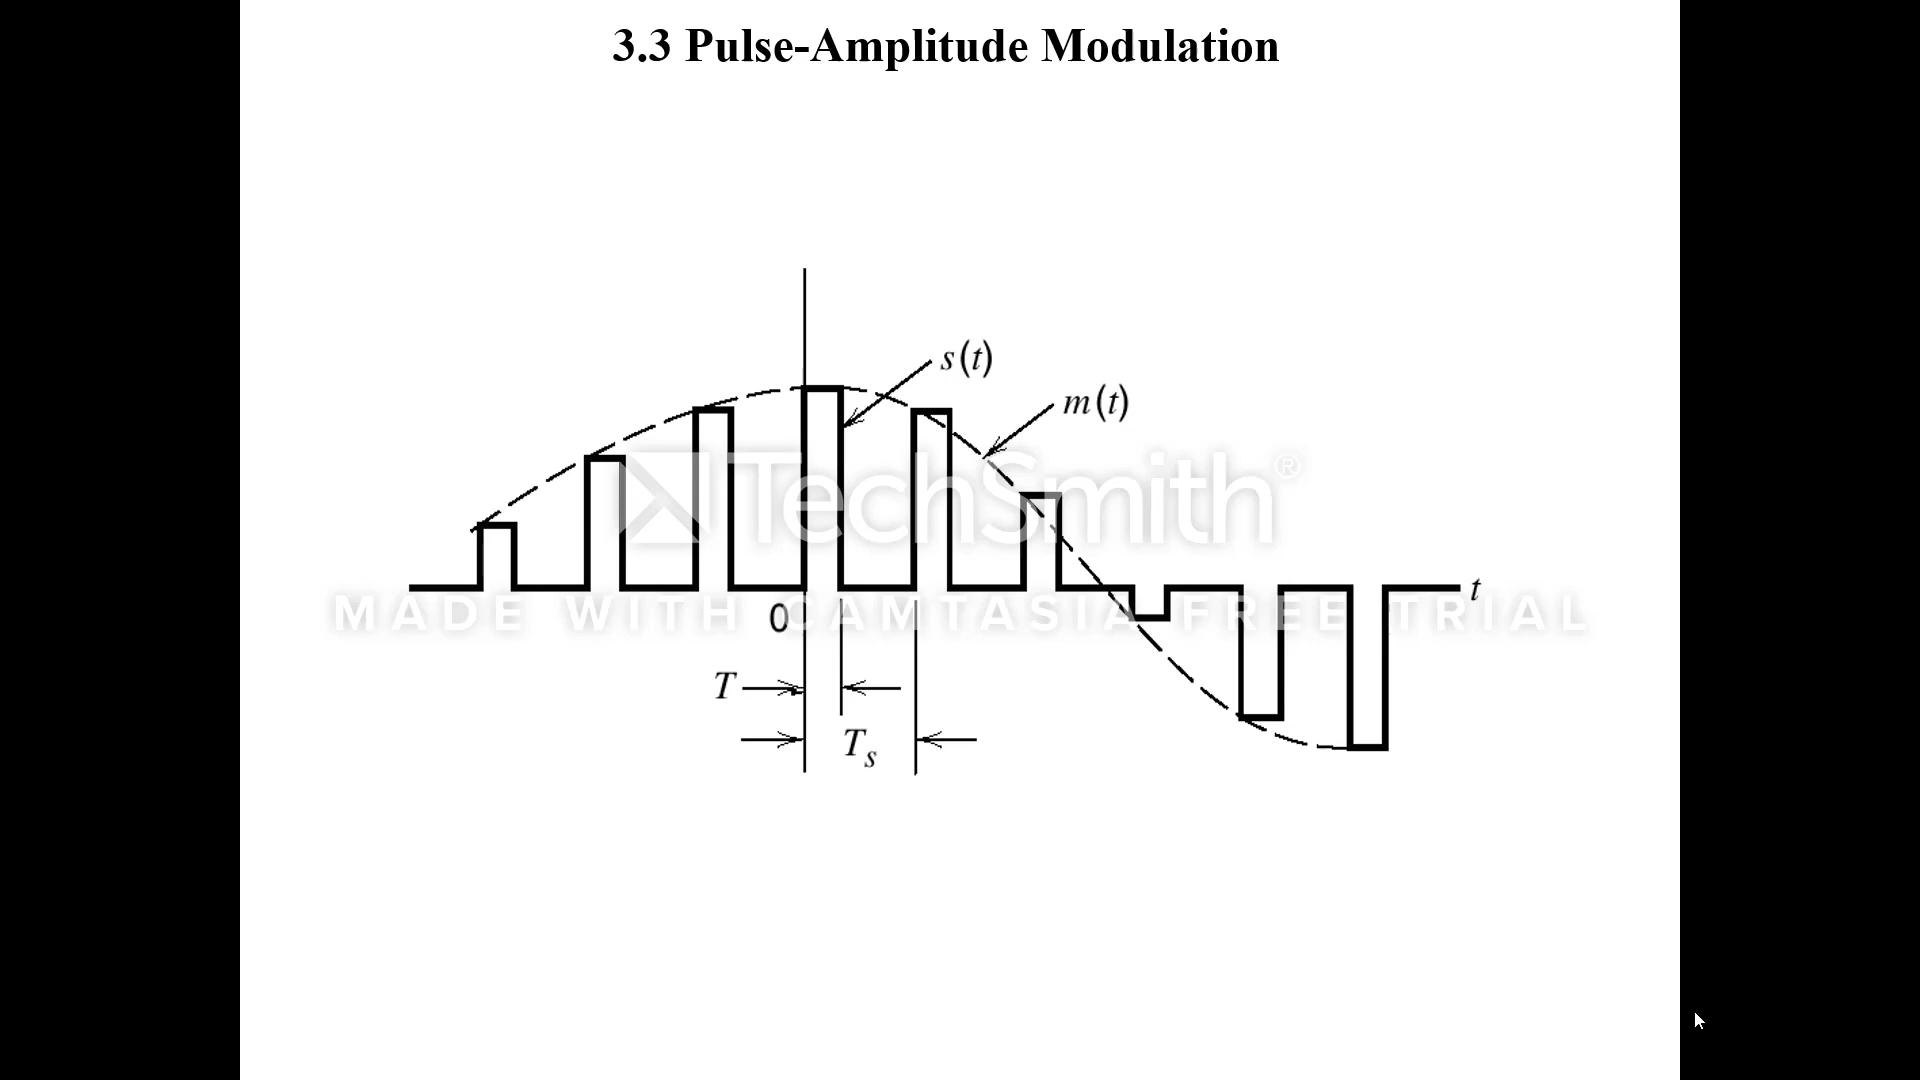 3.3 Pulse-Amplitude Modulation
s(t)
m(t)
TechSmith®
t
MADE WITH CAMTASIA FREE TRIAL
0
T
Ts